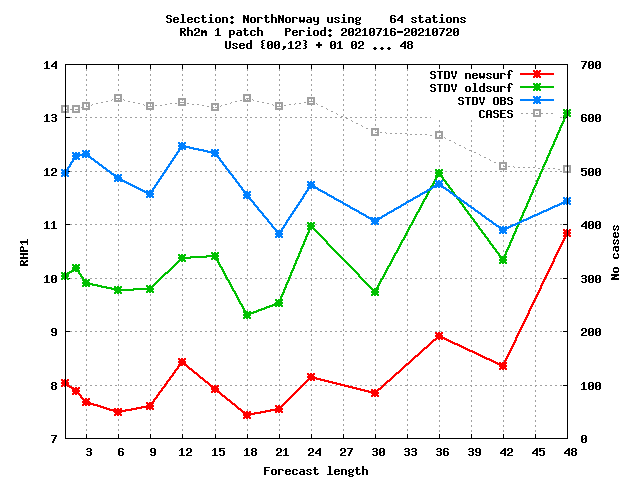 Selection: NorthNorway using    64 stations
Rh2m 1 patch   Period: 20210716-20210720
Used {00,12} + 01 02 ... 48
STDV newsurf
STDV oldsurf
STDV OBS
CASES
14
13
12
11
10
9
8
7
700
600
500
400
300
200
100
0
RHP1
No cases
3 6 9 12 15 18 21 24 27 30 33 36 39 42 45 48
Forecast length